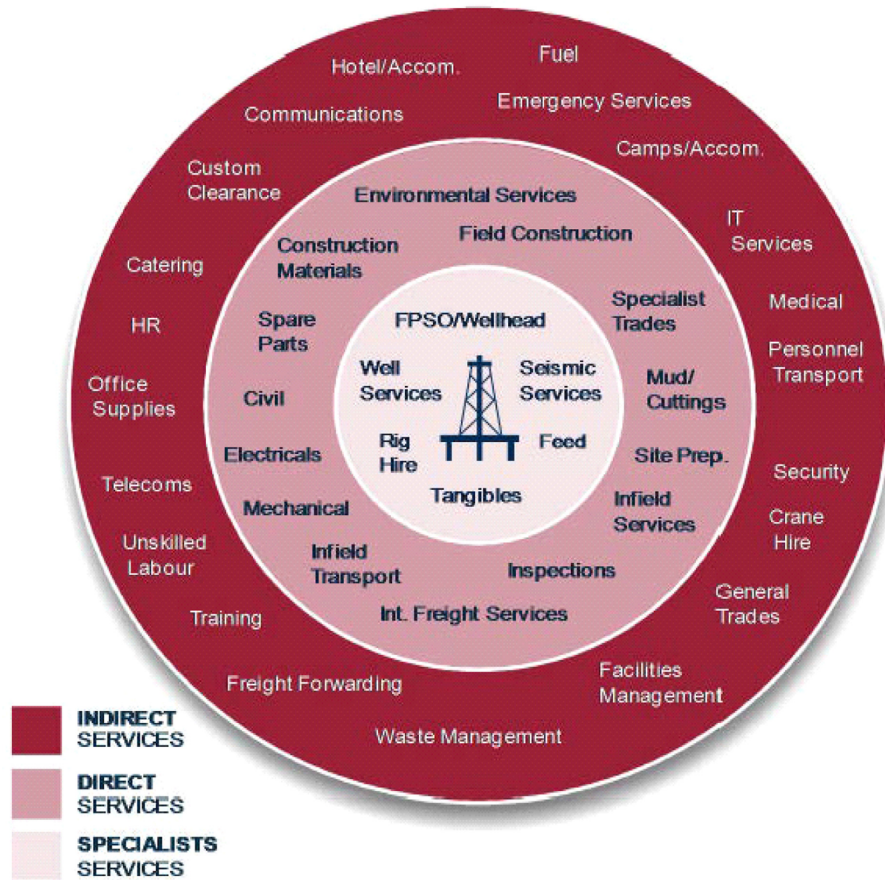 Hotel/Accom.
Fuel
Communications
Emergency Services
Custom
Clearance
Camps/Accom.
Catering
IT
Services
HR
Medical
Office
Supplies
Personnel
Transport
Telecoms
Security
Unskilled
Labour
Crane
Hire
Training
General
Trades
Freight Forwarding
Facilities
Management
Waste Management
Environmental Services
Field Construction
Construction
Materials
Specialist
Trades
Spare
Parts
Civil
Mud/
Cuttings
Electricals
Site Prep.
Mechanical
Infield
Services
Infield
Transport
Inspections
Int. Freight Services
FPSO/Wellhead
Well
Services
Seismic
Services
Rig
Hire
Feed
Tangibles
INDIRECT
SERVICES
DIRECT
SERVICES
SPECIALISTS
SERVICES